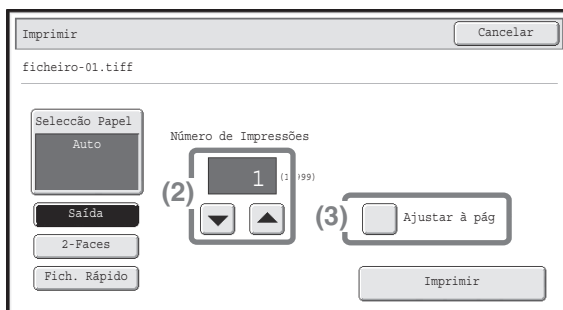 Imprimir
Cancelar
ficheiro-01.tiff
Selecção Papel
Auto
Número de Impressões
(2)
1
Saída
(3)
Ajustar à pág
2-Faces
Fich. Rápido
Imprimir